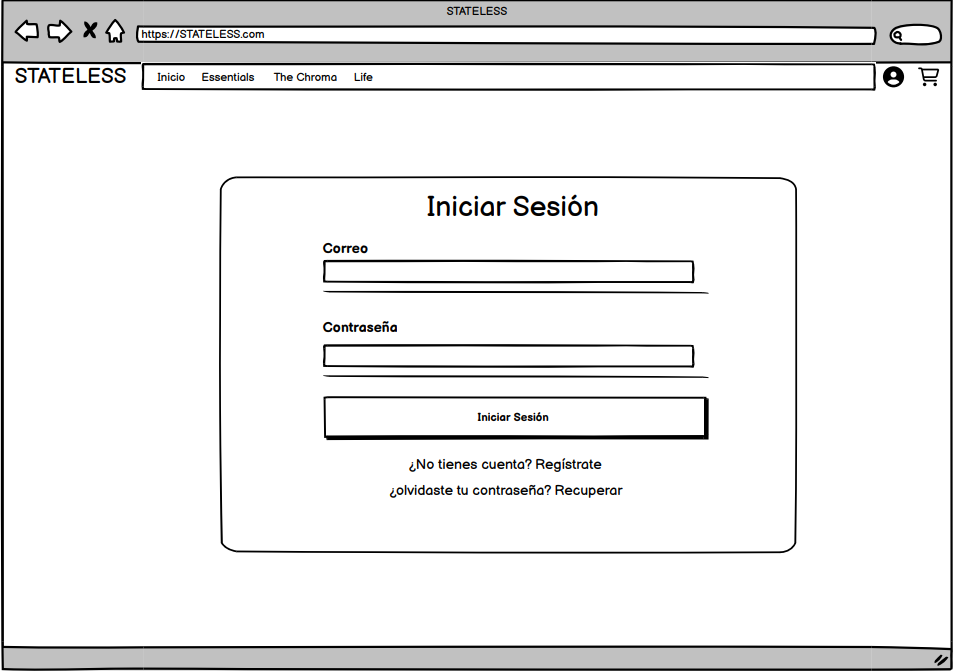 STATELESS
https://STATELESS.com
STATELESS Inicio Essentials The Chroma Life
Iniciar Sesión
Correo
Contraseña
Iniciar Sesión
¿No tienes cuenta? Regístrate
¿olvidaste tu contraseña? Recuperar